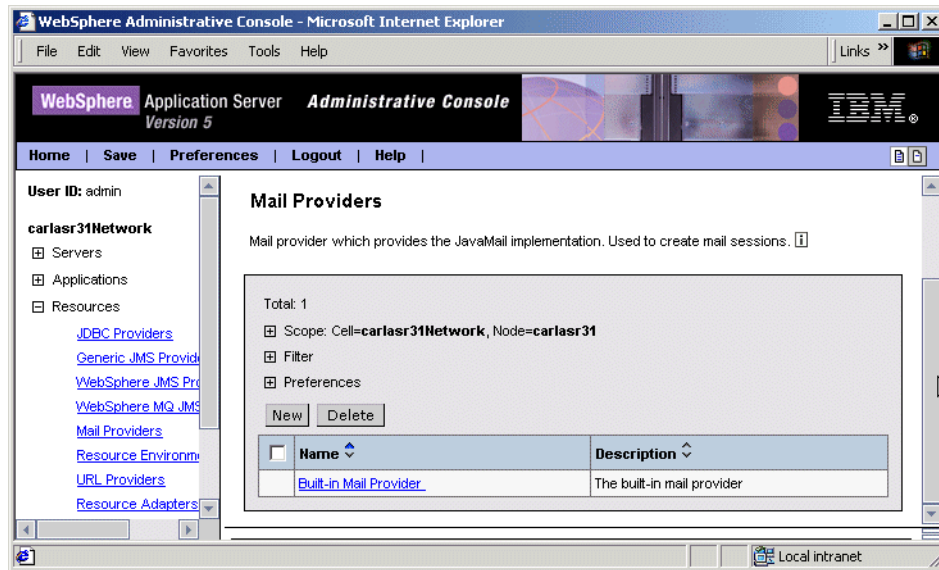 WebSphere Administrative Console - Microsoft Internet Explorer
File Edit View Favorites Tools Help Links »
WebSphere Application Server Administrative Console
Version 5
IBM®
Home | Save | Preferences | Logout | Help |
User ID: admin
carlasr31Network
Servers
Applications
Resources
JDBC Providers
Generic JMS Provid
WebSphere JMS Pro
WebSphere MQ JMS
Mail Providers
Resource Environm
URL Providers
Resource Adapters
Mail Providers
Mail provider which provides the JavaMail implementation. Used to create mail sessions. i
Total: 1
Scope: Cell=carlasr31Network, Node=carlasr31
Filter
Preferences
New Delete
Name Description
Built-in Mail Provider The built-in mail provider
Local intranet